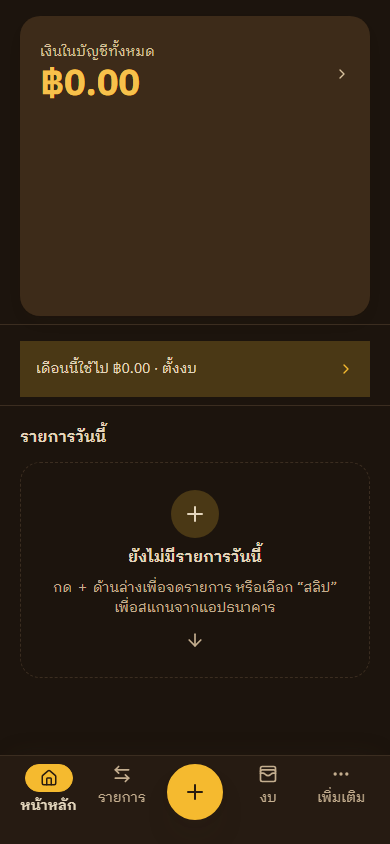 เงินในบัญชีทั้งหมด
฿0.00
เดือนนี้ใช้ไป ฿0.00 · ตั้งงบ
รายการวันนี้
ยังไม่มีรายการวันนี้
กด + ด้านล่างเพื่อจดรายการ หรือเลือก “สลิป”
เพื่อสแกนจากแอปธนาคาร
หน้าหลัก รายการ งบ เพิ่มเติม